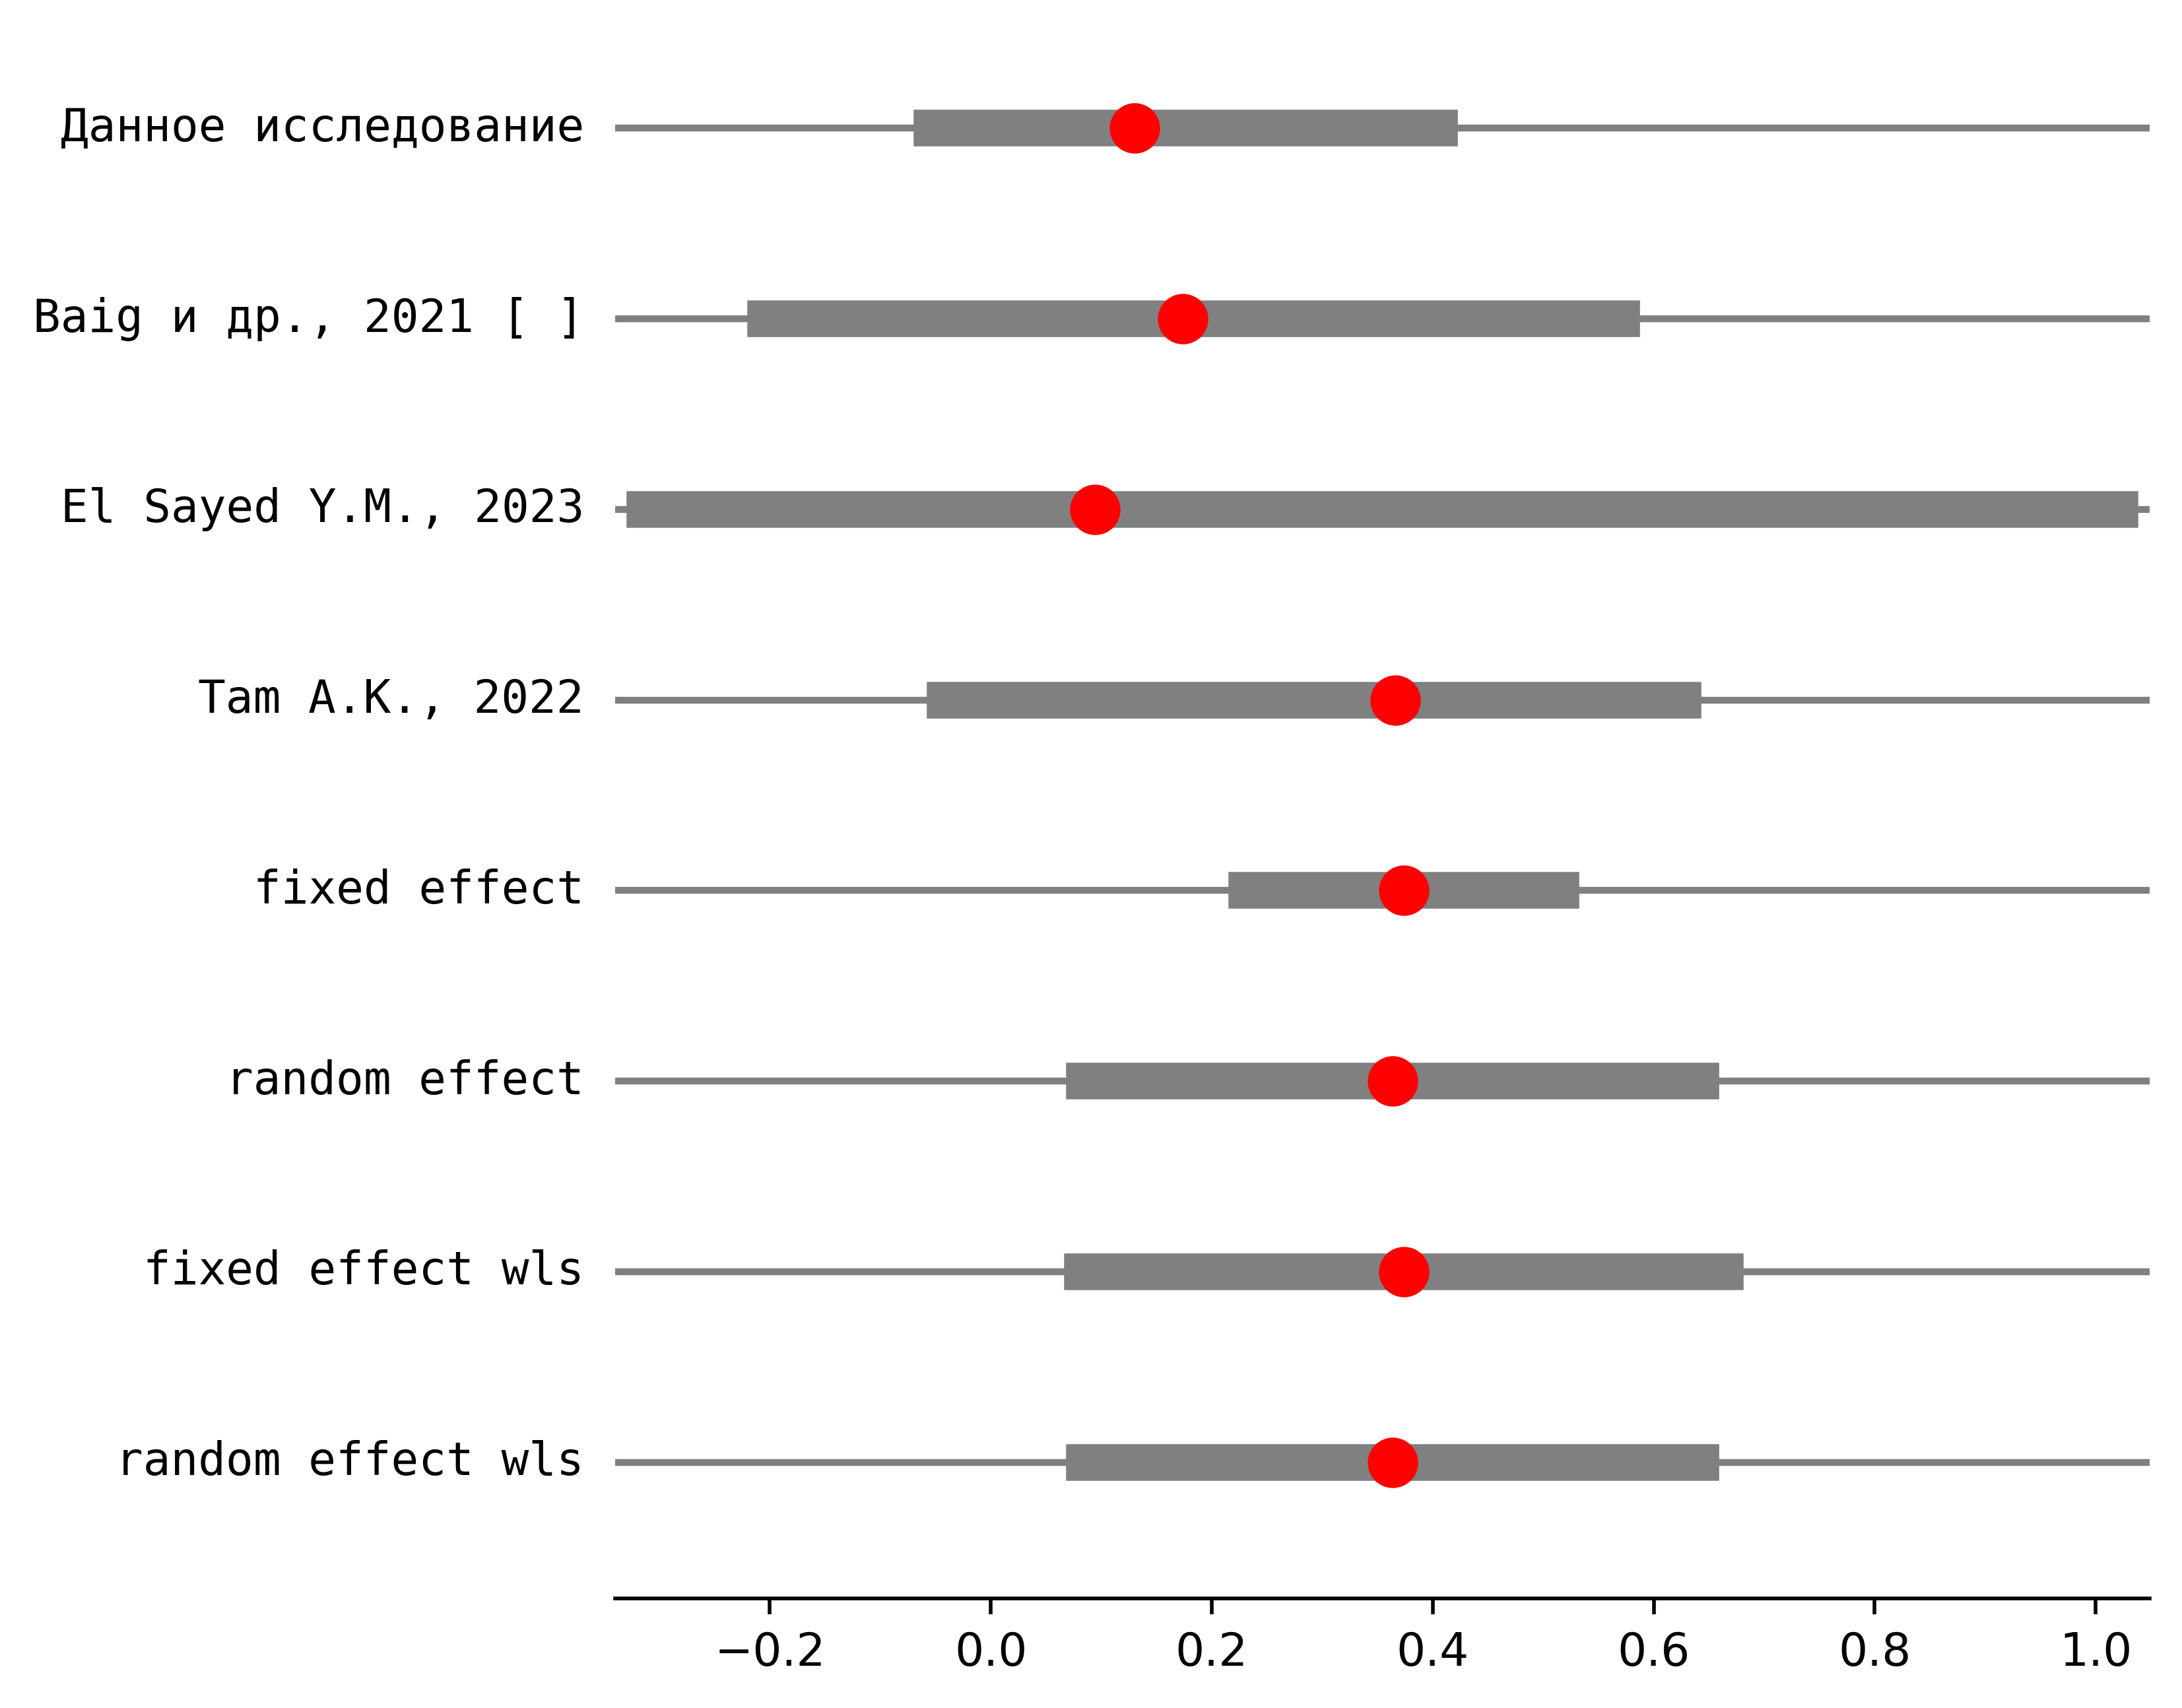 Данное исследование
Baig и др., 2021 [ ]
El Sayed Y.M., 2023
Tam A.K., 2022
fixed effect
random effect
fixed effect wls
random effect wls
−0.2 0.0 0.2 0.4 0.6 0.8 1.0